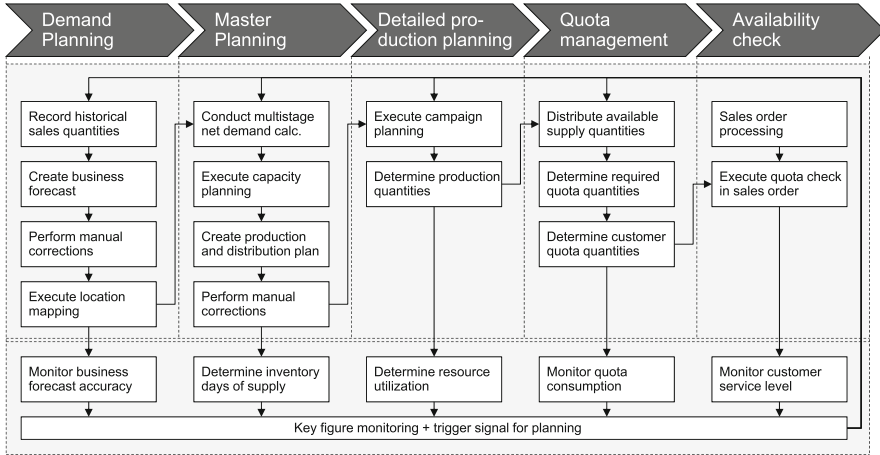 Demand
Planning
Master
Planning
Detailed pro-
duction planning
Quota
management
Availability
check
Record historical
sales quantities
Create business
forecast
Perform manual
corrections
Execute location
mapping
Monitor business
forecast accuracy
Conduct multistage
net demand calc.
Execute capacity
planning
Create production
and distribution plan
Perform manual
corrections
Determine inventory
days of supply
Execute campaign
planning
Determine production
quantities
Determine resource
utilization
Distribute available
supply quantities
Determine required
quota quantities
Determine customer
quota quantities
Monitor quota
consumption
Sales order
processing
Execute quota check
in sales order
Monitor customer
service level
Key figure monitoring + trigger signal for planning